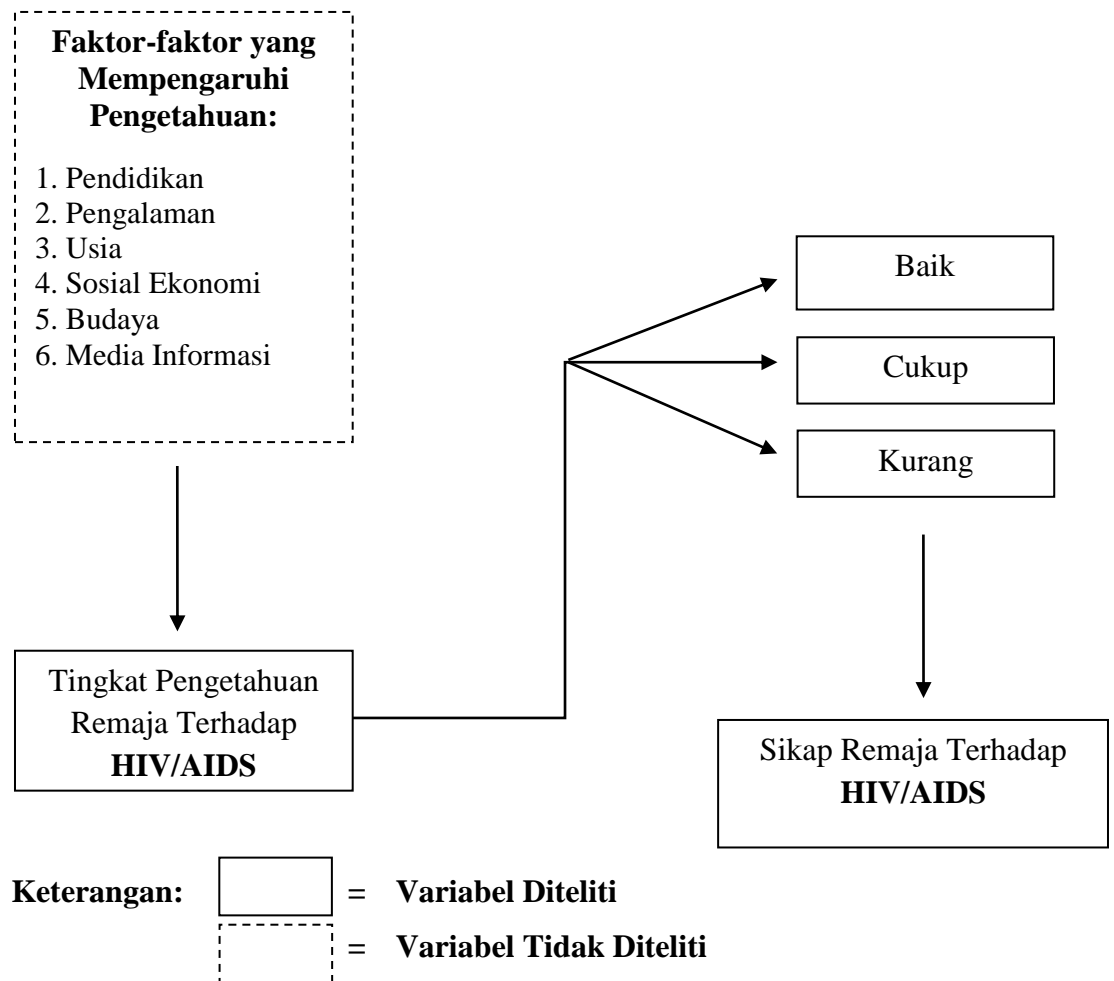 Faktor-faktor yang
Mempengaruhi
Pengetahuan:
1. Pendidikan
2. Pengalaman
3. Usia
4. Sosial Ekonomi
5. Budaya
6. Media Informasi
Baik
Cukup
Kurang
Tingkat Pengetahuan
Remaja Terhadap
HIV/AIDS
Sikap Remaja Terhadap
HIV/AIDS
Keterangan:
= Variabel Diteliti
= Variabel Tidak Diteliti